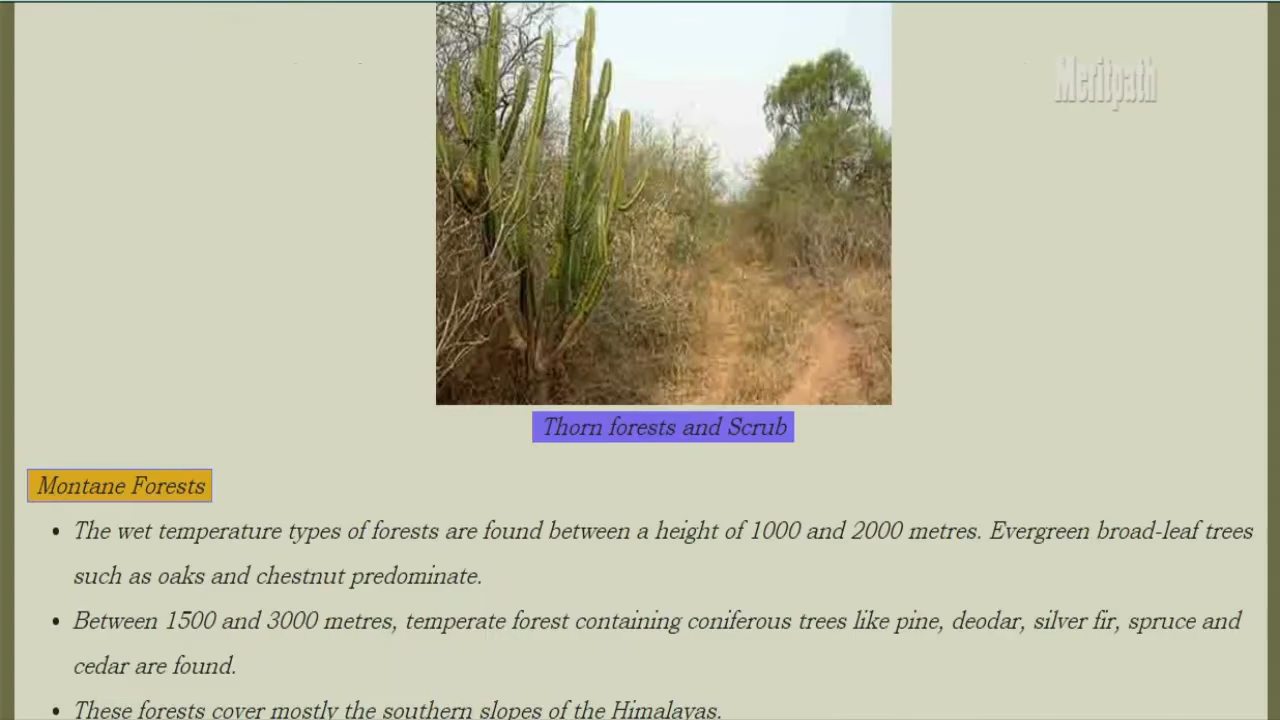 Meritpath
Thorn forests and Scrub
Montane Forests
• The wet temperature types of forests are found between a height of 1000 and 2000 metres. Evergreen broad-leaf trees
such as oaks and chestnut predominate.
• Between 1500 and 3000 metres, temperate forest containing coniferous trees like pine, deodar, silver fir, spruce and
cedar are found.
• These forests cover mostly the southern slopes of the Himalayas.